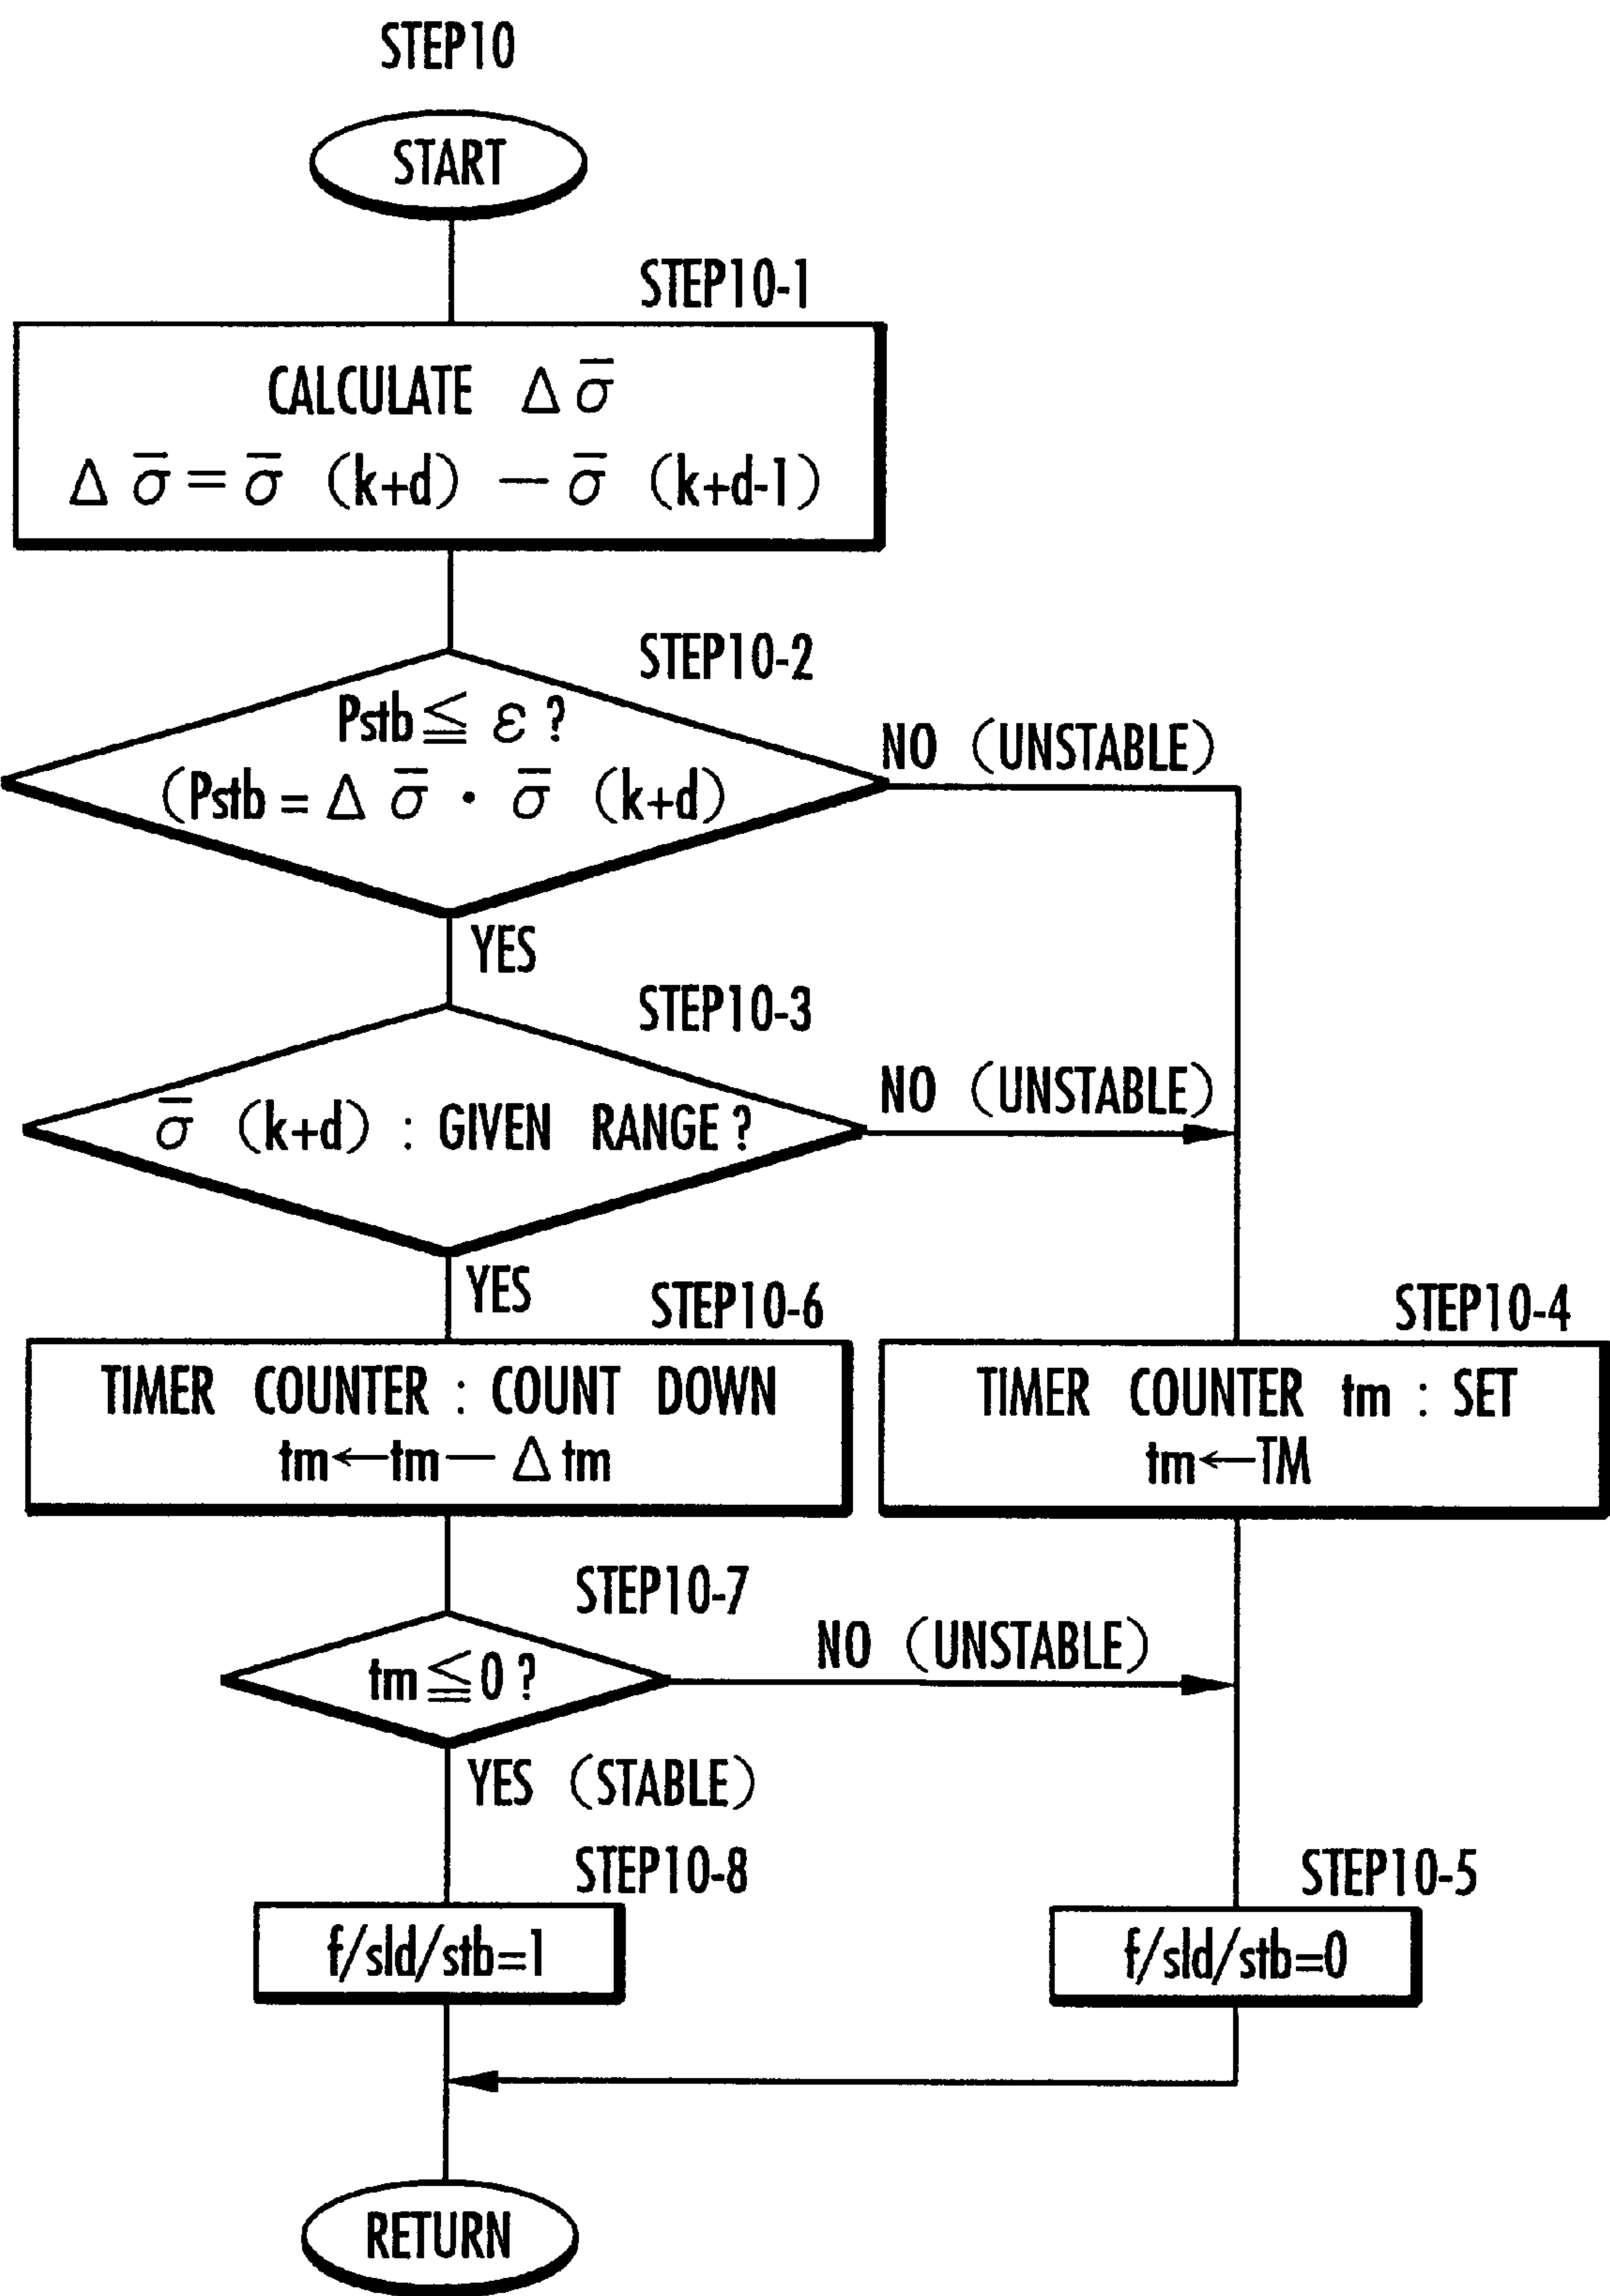 STEP10
START
STEP10-1
CALCULATE Δσ̅
Δσ̅=σ̅ (k+d) −σ̅ (k+d-1)
STEP10-2
Pstb≦ ε ?
(Pstb = Δ σ̅ · σ̅ (k+d)
NO (UNSTABLE)
YES
STEP10-3
σ̅ (k+d) : GIVEN RANGE ?
NO (UNSTABLE)
YES
STEP10-6
TIMER COUNTER : COUNT DOWN
tm←tm− Δ tm
STEP10-4
TIMER COUNTER tm : SET
tm←TM
STEP10-7
tm≦0 ?
NO (UNSTABLE)
YES (STABLE)
STEP10-8
f/sld/stb=1
STEP10-5
f/sld/stb=0
RETURN